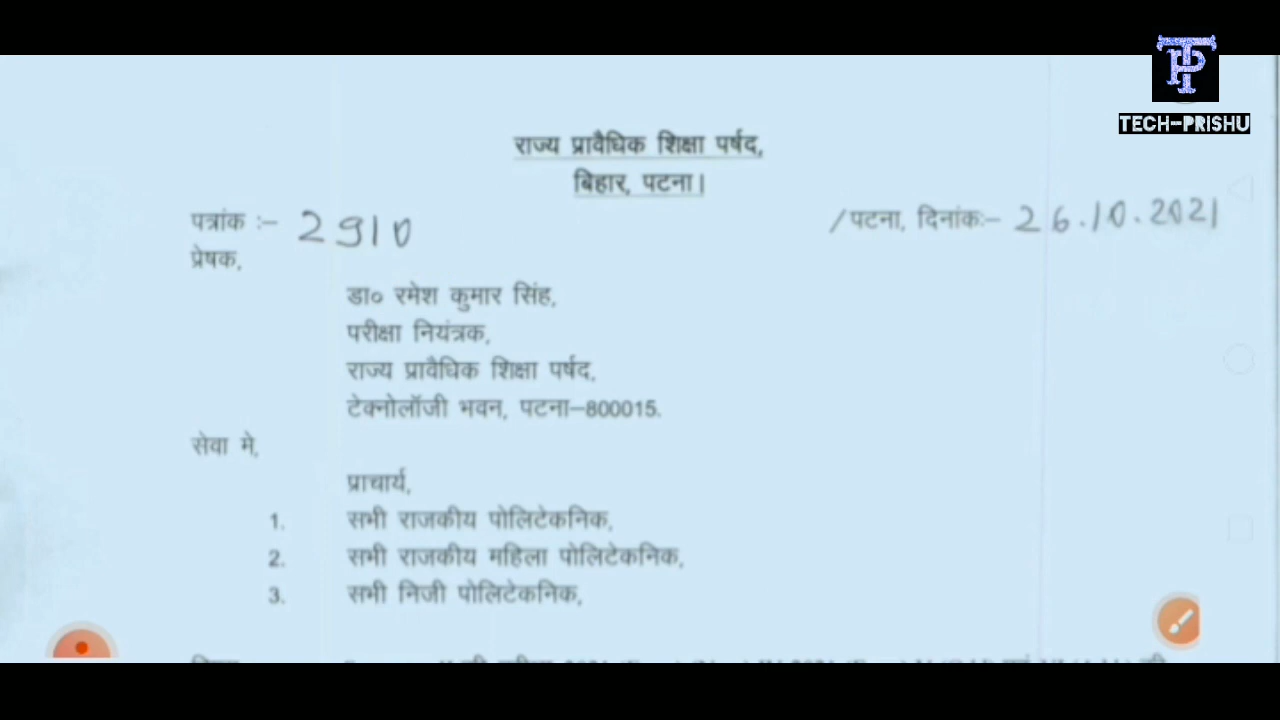 TP
TECH-PRISHU
राज्य प्रावैधिक शिक्षा पर्षद,
बिहार, पटना।
पत्रांक :- 2910 /पटना, दिनांक:- 26.10.2021
प्रेषक,
डा० रमेश कुमार सिंह,
परीक्षा नियंत्रक,
राज्य प्रावैधिक शिक्षा पर्षद,
टेक्नोलॉजी भवन, पटना-800015.
सेवा मे,
प्राचार्य,
1. सभी राजकीय पोलिटेकनिक,
2. सभी राजकीय महिला पोलिटेकनिक,
3. सभी निजी पोलिटेकनिक,